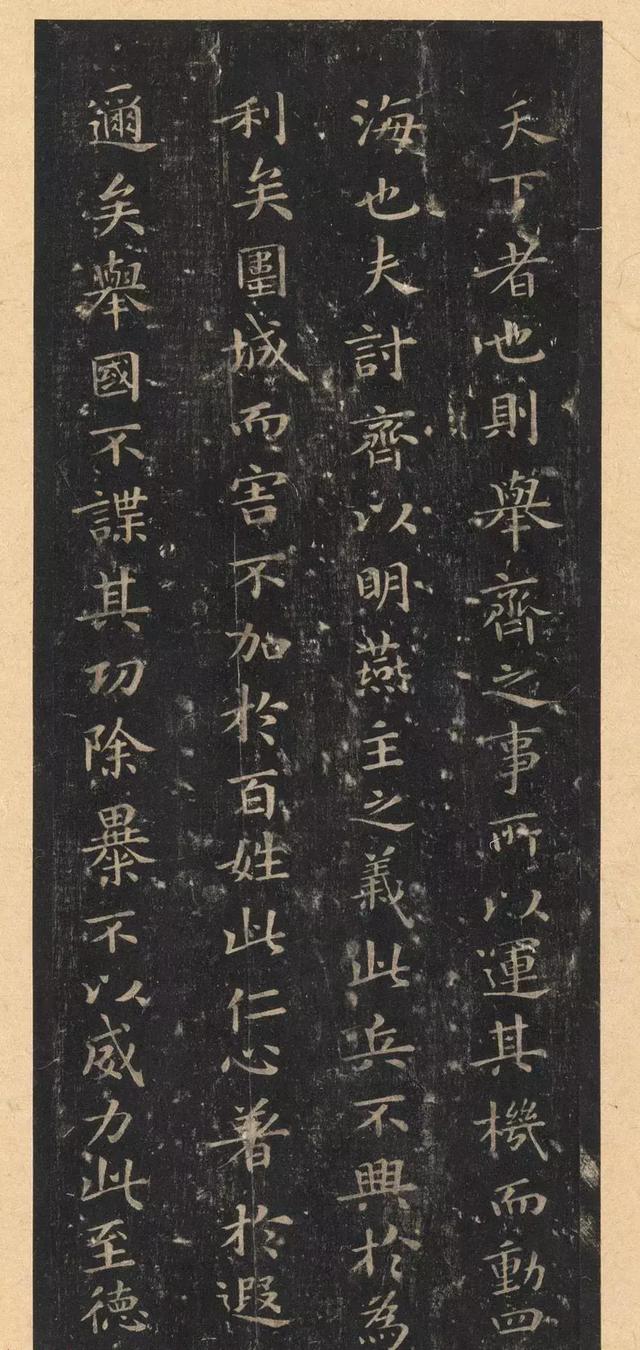 天下者也則舉齊之事所以運其機而動四
海也夫討齊以明燕主之義此兵不興於為
利矣圍城而害不加於百姓此仁心著於遐
邇矣舉國不謀其功除暴不以威力此至德